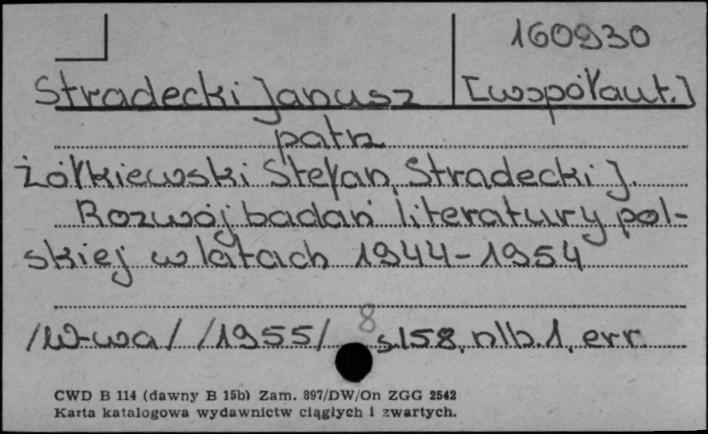 160930
Stradecki Janusz [współaut.]
patrz
Żółkiewski Stefan, Stradecki J.
Rozwój badań literatury pol-
skiej w latach 1944-1954
/W-wa/ /1955/ 8 s.158, nlb.1, err.
CWD B 114 (dawny B 15b) Zam. 897/DW/On ZGG 2542
Karta katalogowa wydawnictw ciągłych i zwartych.